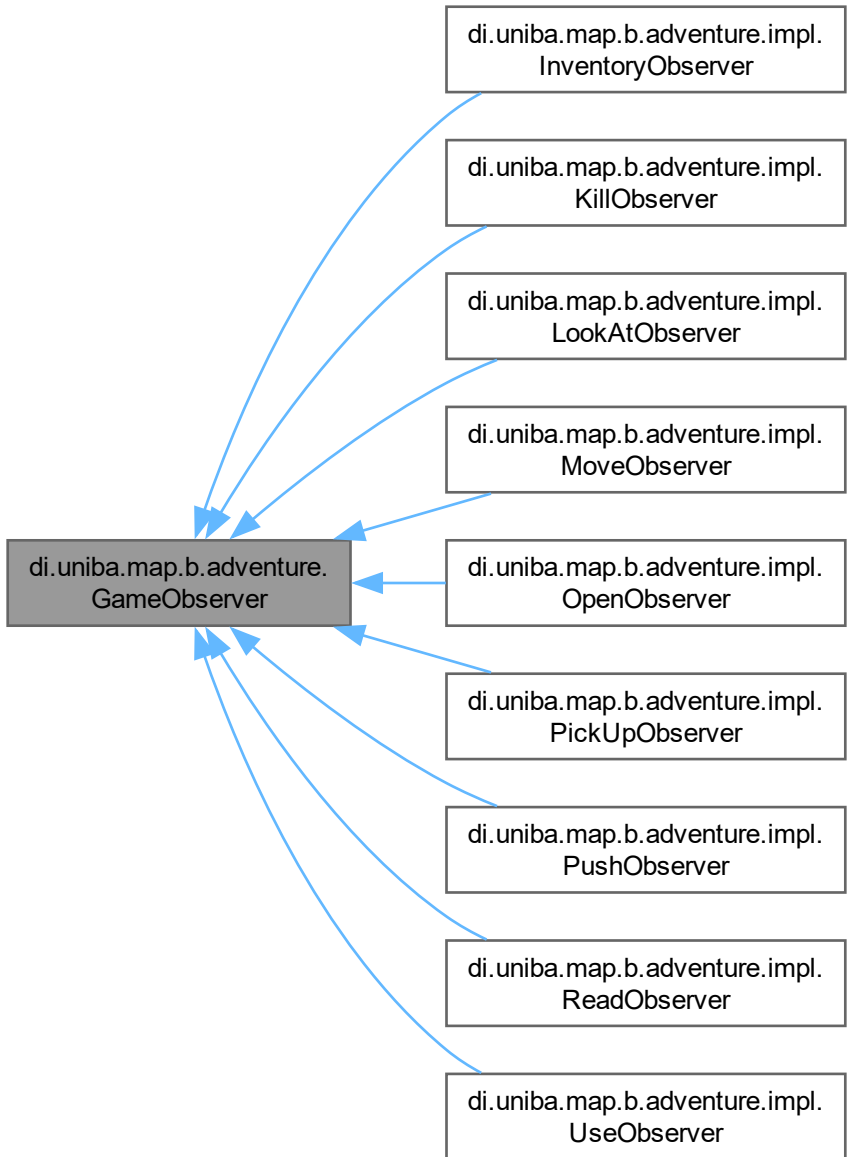 di.uniba.map.b.adventure.impl.
InventoryObserver
di.uniba.map.b.adventure.impl.
KillObserver
di.uniba.map.b.adventure.impl.
LookAtObserver
di.uniba.map.b.adventure.impl.
MoveObserver
di.uniba.map.b.adventure.
GameObserver
di.uniba.map.b.adventure.impl.
OpenObserver
di.uniba.map.b.adventure.impl.
PickUpObserver
di.uniba.map.b.adventure.impl.
PushObserver
di.uniba.map.b.adventure.impl.
ReadObserver
di.uniba.map.b.adventure.impl.
UseObserver